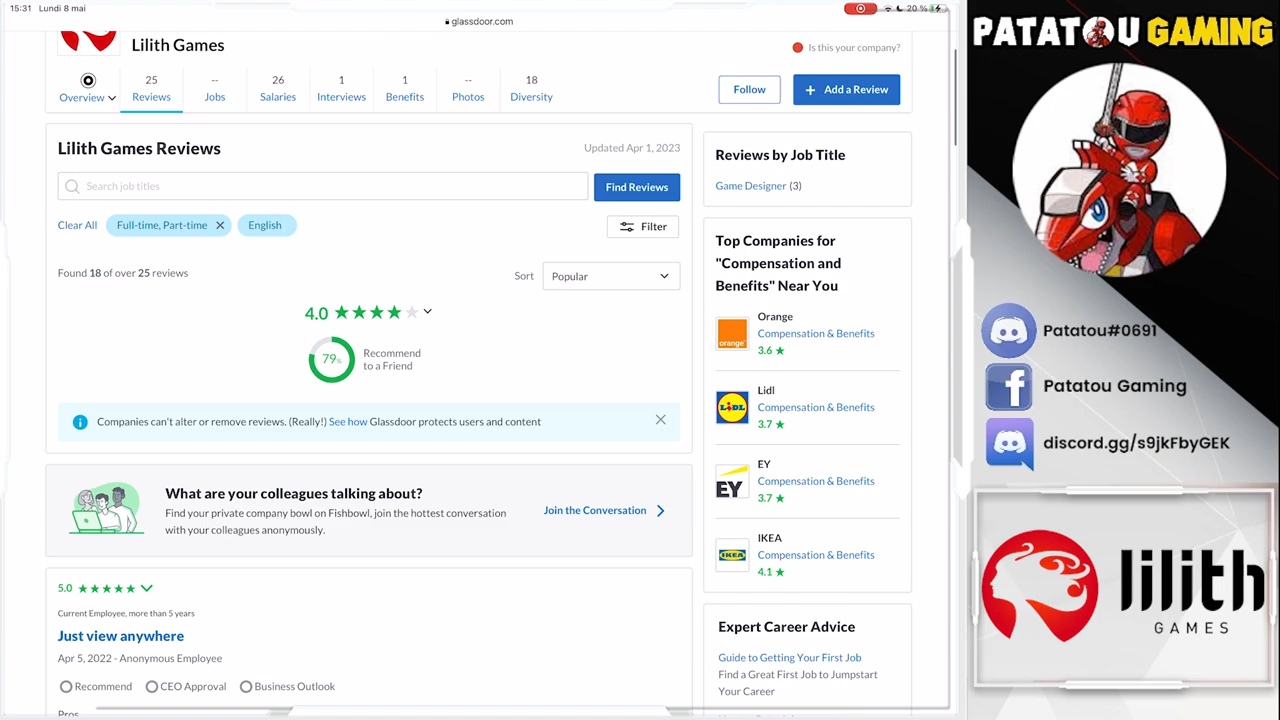 15:31 Lundi 8 mai
20 %
glassdoor.com
Lilith Games
Is this your company?
Overview
25
Reviews
--
Jobs
26
Salaries
1
Interviews
1
Benefits
--
Photos
18
Diversity
Follow
+ Add a Review
Lilith Games Reviews
Updated Apr 1, 2023
Search job titles
Find Reviews
Clear All
Full-time, Part-time
English
Filter
Found 18 of over 25 reviews
Sort
Popular
4.0
79%
Recommend
to a Friend
Companies can't alter or remove reviews. (Really!) See how Glassdoor protects users and content
What are your colleagues talking about?
Find your private company bowl on Fishbowl, join the hottest conversation
with your colleagues anonymously.
Join the Conversation
5.0
Current Employee, more than 5 years
Just view anywhere
Apr 5, 2022 - Anonymous Employee
Recommend
CEO Approval
Business Outlook
Pros
Reviews by Job Title
Game Designer (3)
Top Companies for
"Compensation and
Benefits" Near You
orange
Orange
Compensation & Benefits
3.6 ★
LIDL
Lidl
Compensation & Benefits
3.7 ★
EY
EY
Compensation & Benefits
3.7 ★
IKEA
IKEA
Compensation & Benefits
4.1 ★
Expert Career Advice
Guide to Getting Your First Job
Find a Great First Job to Jumpstart
Your Career
PATATOU GAMING
Patatou#0691
Patatou Gaming
discord.gg/s9jkFbyGEK
lilith
GAMES